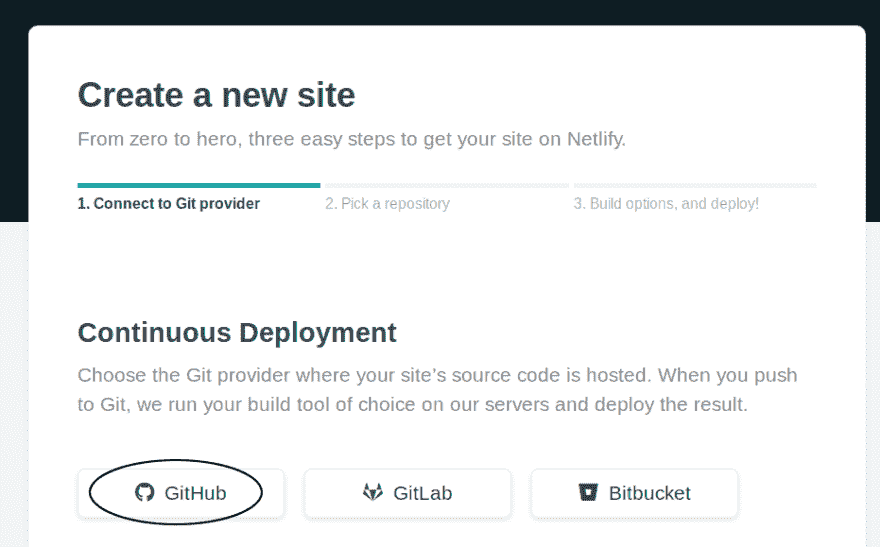 Create a new site
From zero to hero, three easy steps to get your site on Netlify.
1. Connect to Git provider
2. Pick a repository
3. Build options, and deploy!
Continuous Deployment
Choose the Git provider where your site's source code is hosted. When you push
to Git, we run your build tool of choice on our servers and deploy the result.
GitHub
GitLab
Bitbucket